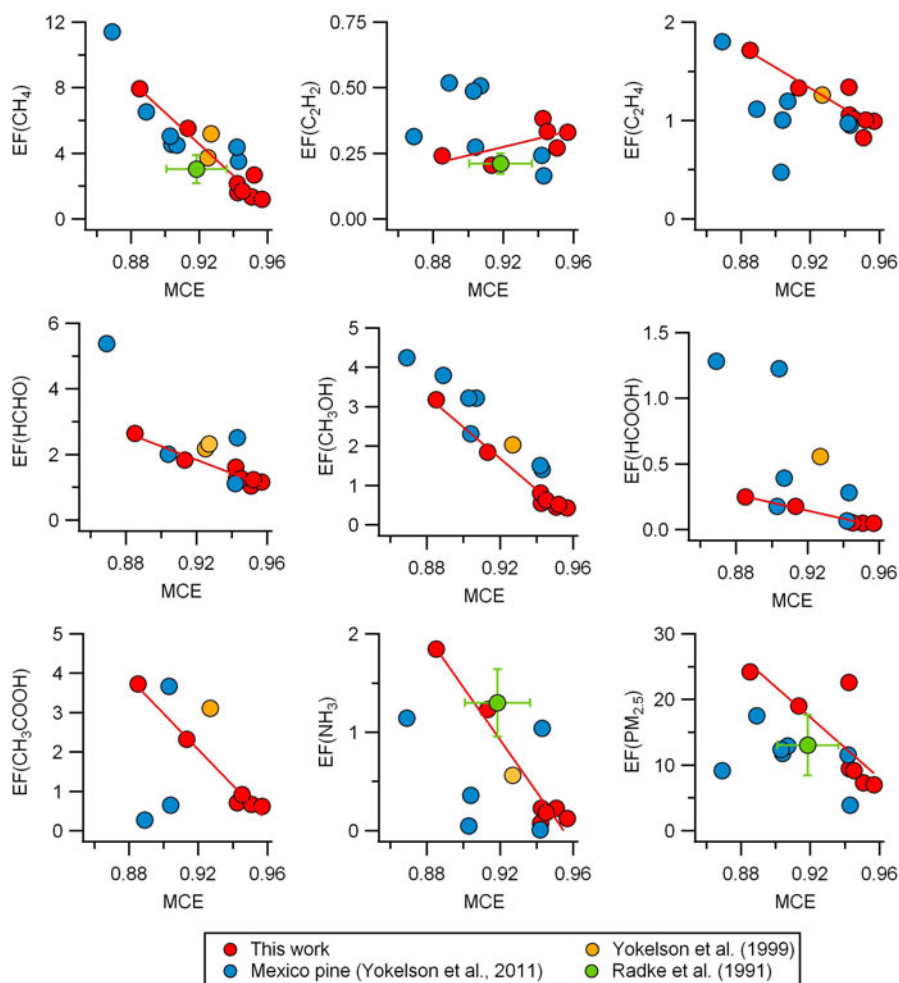 12
8
4
0
EF(CH4)
0.88 0.92 0.96
MCE
0.75
0.50
0.25
0.00
EF(C2H2)
0.88 0.92 0.96
MCE
2
1
0
EF(C2H4)
0.88 0.92 0.96
MCE
6
4
2
0
EF(HCHO)
0.88 0.92 0.96
MCE
5
4
3
2
1
0
EF(CH3OH)
0.88 0.92 0.96
MCE
1.5
1.0
0.5
0.0
EF(HCOOH)
0.88 0.92 0.96
MCE
5
4
3
2
1
0
EF(CH3COOH)
0.88 0.92 0.96
MCE
2
1
0
EF(NH3)
0.88 0.92 0.96
MCE
30
20
10
0
EF(PM2.5)
0.88 0.92 0.96
MCE
This work
Mexico pine (Yokelson et al., 2011)
Yokelson et al. (1999)
Radke et al. (1991)